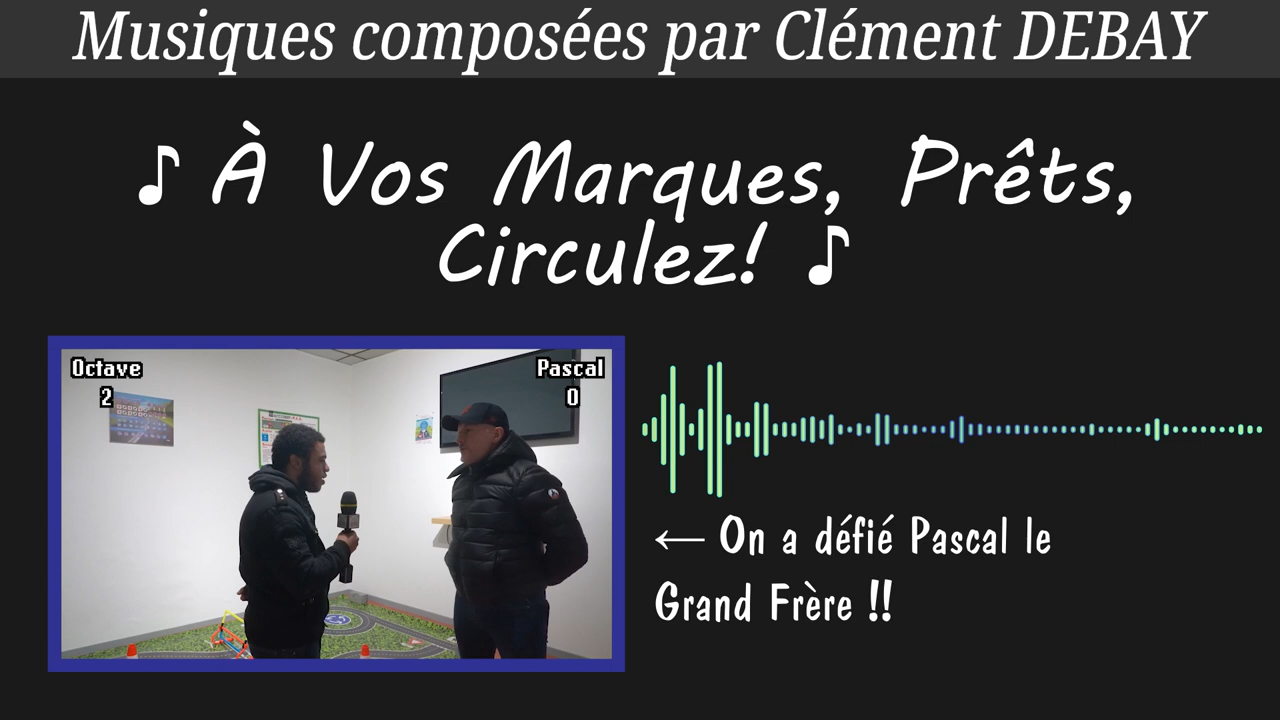 Musiques composées par Clément DEBAY
♪ À Vos Marques, Prêts,
Circulez! ♪
Octave
2
Pascal
0
← On a défié Pascal le
Grand Frère !!